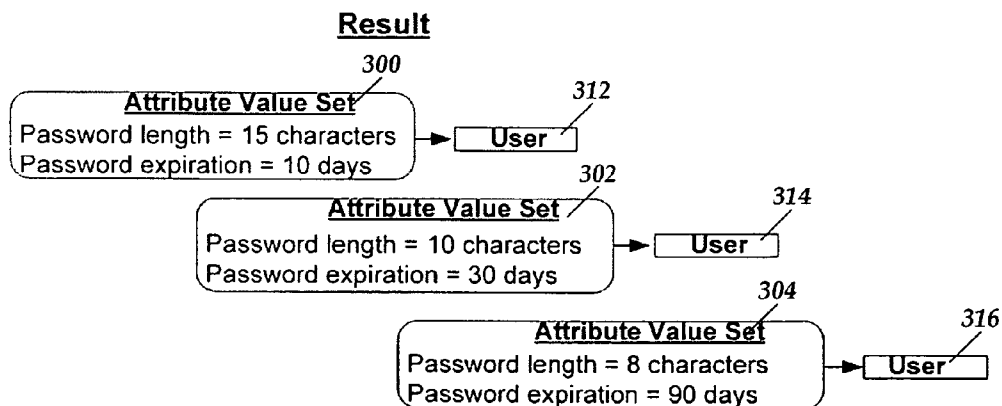 Result
300
Attribute Value Set
Password length = 15 characters
Password expiration = 10 days
312
User
302
Attribute Value Set
Password length = 10 characters
Password expiration = 30 days
314
User
304
Attribute Value Set
Password length = 8 characters
Password expiration = 90 days
316
User